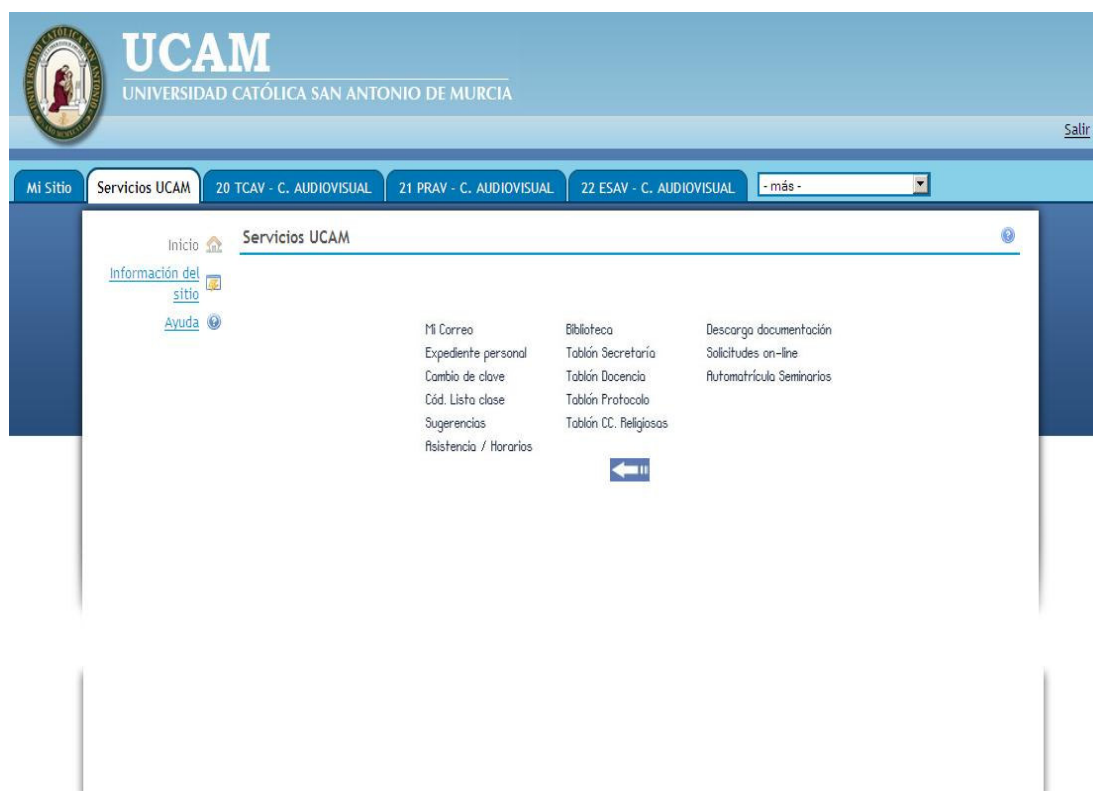 UCAM
UNIVERSIDAD CATÓLICA SAN ANTONIO DE MURCIA
Salir
Mi Sitio
Servicios UCAM
20 TCAV - C. AUDIOVISUAL
21 PRAV - C. AUDIOVISUAL
22 ESAV - C. AUDIOVISUAL
- más -
Inicio
Información del
sitio
Ayuda
Servicios UCAM
Mi Correo
Expediente personal
Cambio de clave
Cód. Lista clase
Sugerencias
Asistencia / Horarios
Biblioteca
Tablón Secretaría
Tablón Docencia
Tablón Protocolo
Tablón CC. Religiosas
Descarga documentación
Solicitudes on-line
Automatrícula Seminarios